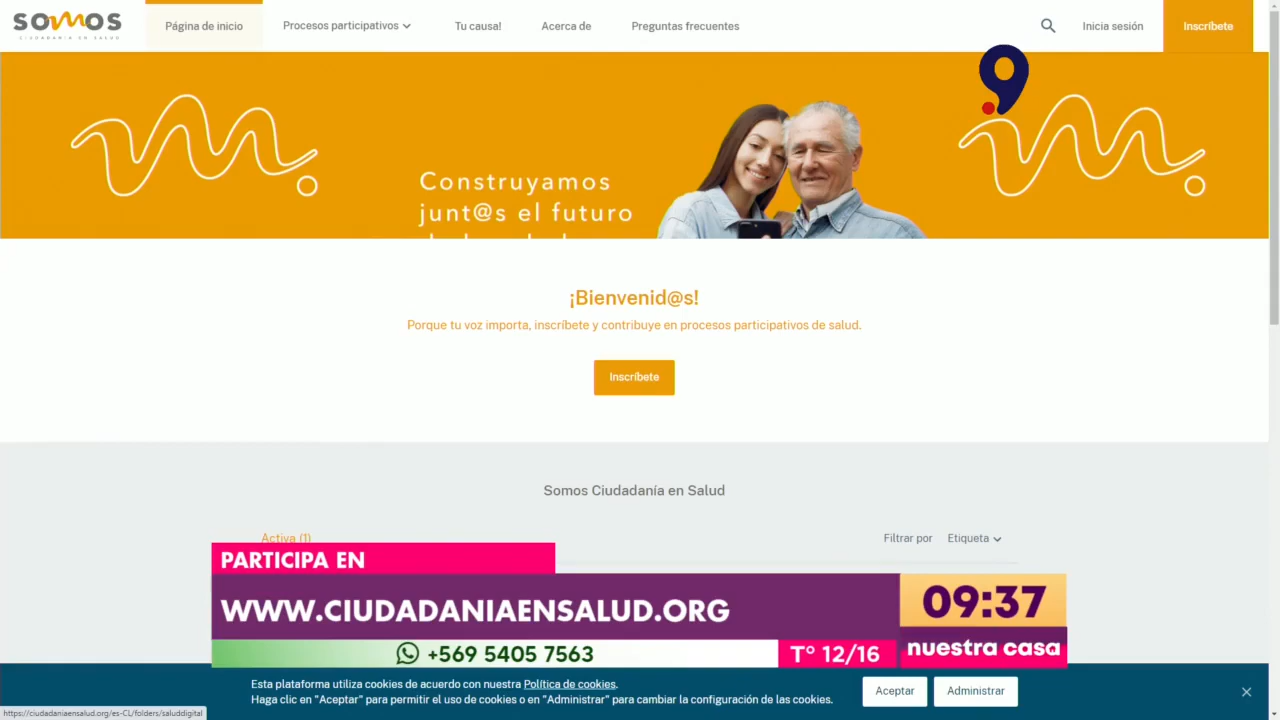 SOMOS
CIUDADANÍA EN SALUD
Página de inicio
Procesos participativos
Tu causa!
Acerca de
Preguntas frecuentes
Inicia sesión
Inscríbete
9
Construyamos
junt@s el futuro
¡Bienvenid@s!
Porque tu voz importa, inscríbete y contribuye en procesos participativos de salud.
Inscríbete
Somos Ciudadanía en Salud
Activa (1)
Filtrar por
Etiqueta
PARTICIPA EN
WWW.CIUDADANIAENSALUD.ORG
09:37
+569 5405 7563
T° 12/16
nuestra casa
Esta plataforma utiliza cookies de acuerdo con nuestra Política de cookies.
Haga clic en "Aceptar" para permitir el uso de cookies o en "Administrar" para cambiar la configuración de las cookies.
Aceptar
Administrar
https://ciudadaniaensalud.org/es-CL/folders/saluddigital